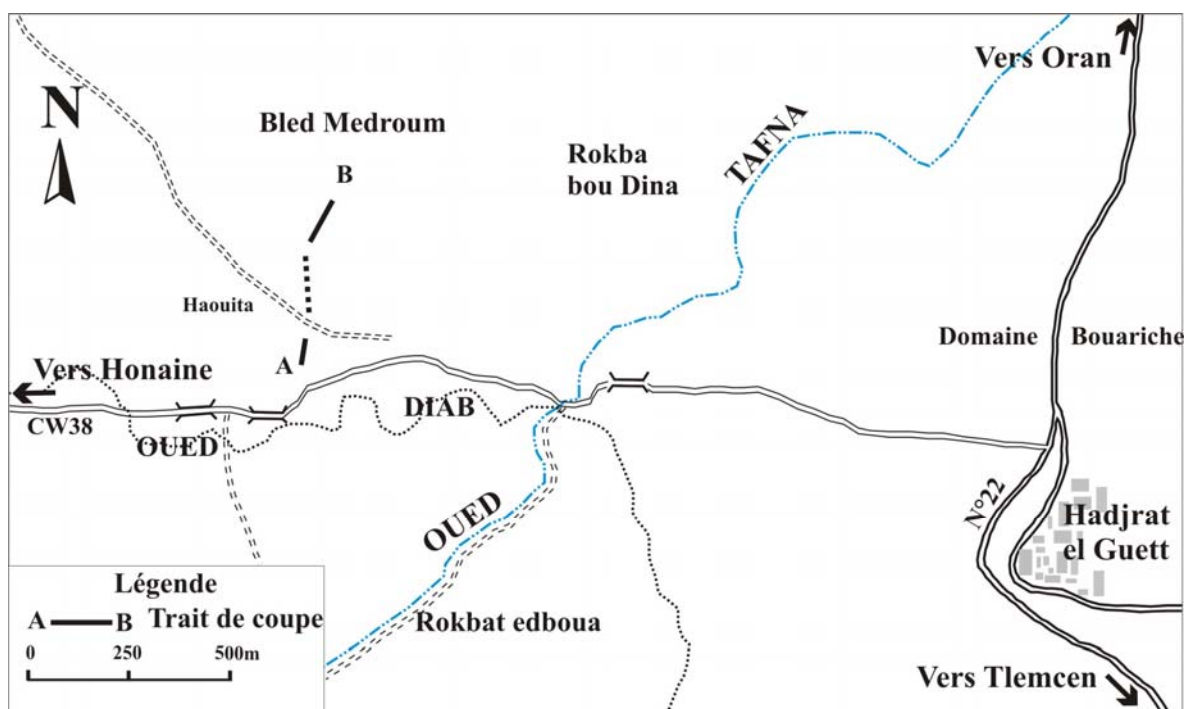 Vers Oran
N
Bled Medroum
TAFNA
B
Rokba
bou Dina
Haouita
Domaine Bouariche
Vers Honaine
A
DIAB
CW38
OUED
N°22
OUED
Hadjrat
el Guett
Légende
A B Trait de coupe
Rokbat edboua
0 250 500m
Vers Tlemcen